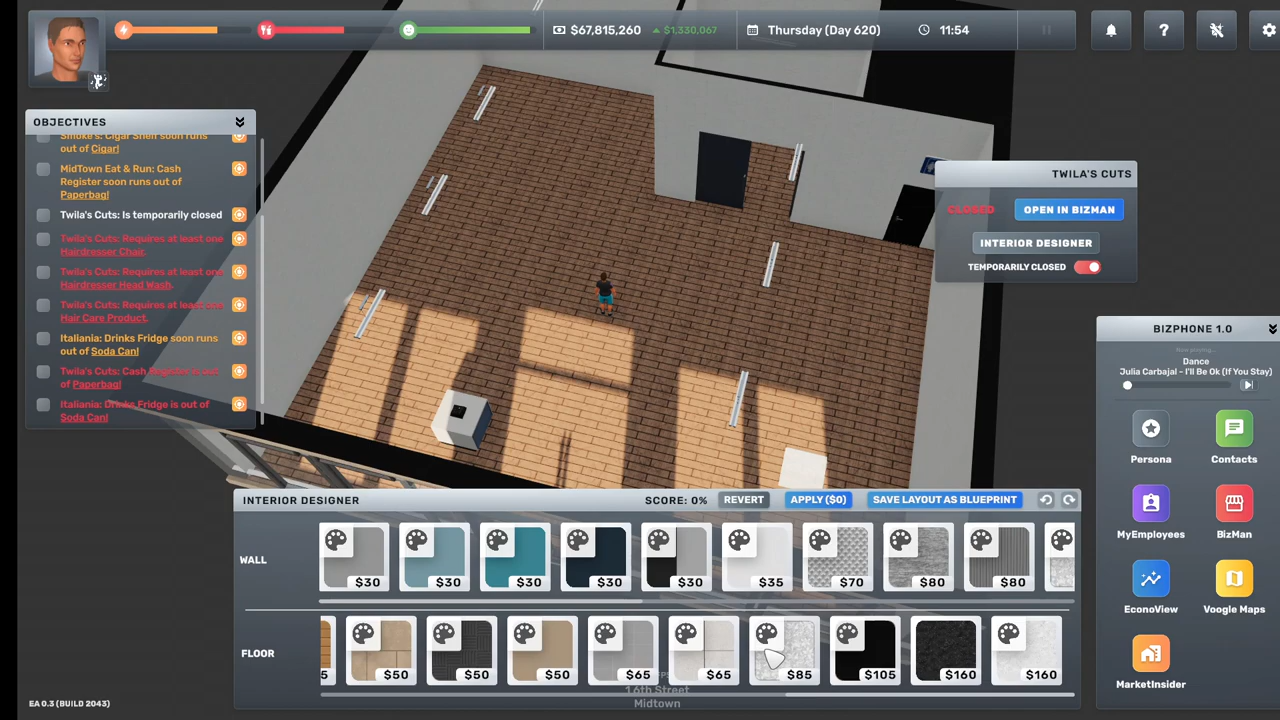 $67,815,260
$1,330,067
Thursday (Day 620)
11:54
OBJECTIVES
Smoke's: Cigar Shelf soon runs
out of Cigar!
MidTown Eat & Run: Cash
Register soon runs out of
Paperbag!
Twila's Cuts: Is temporarily closed
Twila's Cuts: Requires at least one
Hairdresser Chair.
Twila's Cuts: Requires at least one
Hairdresser Head Wash.
Twila's Cuts: Requires at least one
Hair Care Product.
Italiania: Drinks Fridge soon runs
out of Soda Can!
Twila's Cuts: Cash Register is out
of Paperbag!
Italiania: Drinks Fridge is out of
Soda Can!
TWILA'S CUTS
CLOSED
OPEN IN BIZMAN
INTERIOR DESIGNER
TEMPORARILY CLOSED
BIZPHONE 1.0
Now playing...
Dance
Julia Carbajal - I'll Be Ok (If You Stay)
Persona
Contacts
MyEmployees
BizMan
EconoView
Voogle Maps
MarketInsider
INTERIOR DESIGNER
SCORE: 0%
REVERT
APPLY ($0)
SAVE LAYOUT AS BLUEPRINT
WALL
$30
$30
$30
$30
$30
$35
$70
$80
$80
FLOOR
5
$50
$50
$50
$65
$65
$85
$105
$160
$160
1 6th Street
Midtown
EA 0.3 (BUILD 2043)